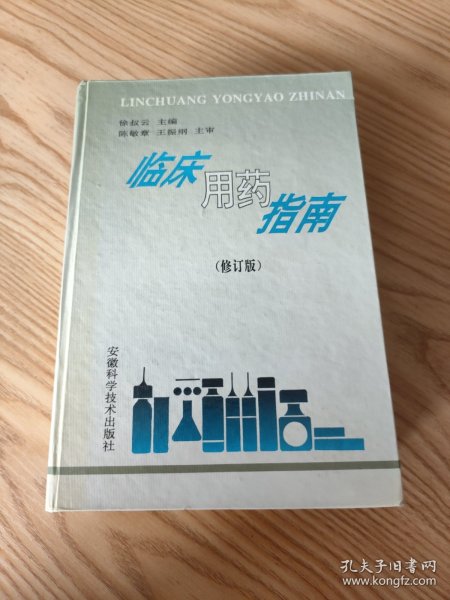 LINCHUANG YONGYAO ZHINAN
徐叔云 主编
陈敏章 王振纲 主审
临床用药指南
(修订版)
安徽科学技术出版社
孔夫子旧书网
www.kongfz.com